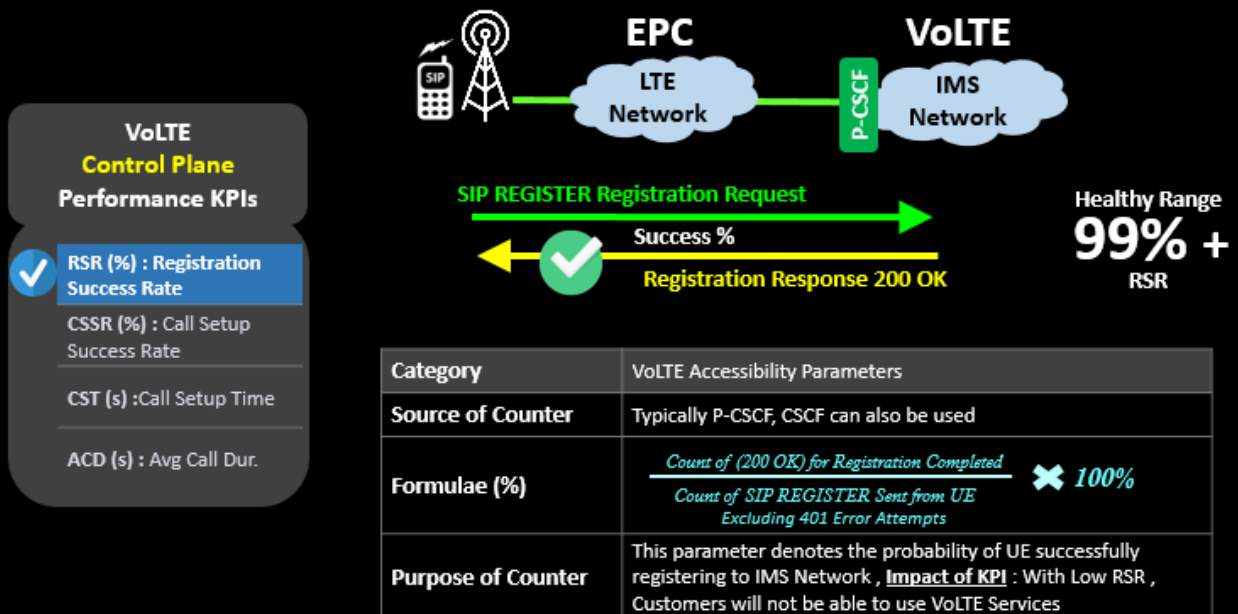 EPC
VoLTE
SIP
LTE
Network
P-CSCF
IMS
Network
VoLTE
Control Plane
Performance KPIs
RSR (%) : Registration
Success Rate
CSSR (%) : Call Setup
Success Rate
CST (s) :Call Setup Time
ACD (s) : Avg Call Dur.
SIP REGISTER Registration Request
Success %
Registration Response 200 OK
Healthy Range
99% +
RSR
Category
VoLTE Accessibility Parameters
Source of Counter
Typically P-CSCF, CSCF can also be used
Formulae (%)
Count of (200 OK) for Registration Completed
Count of SIP REGISTER Sent from UE
Excluding 401 Error Attempts
✖ 100%
Purpose of Counter
This parameter denotes the probability of UE successfully
registering to IMS Network , Impact of KPI : With Low RSR ,
Customers will not be able to use VoLTE Services